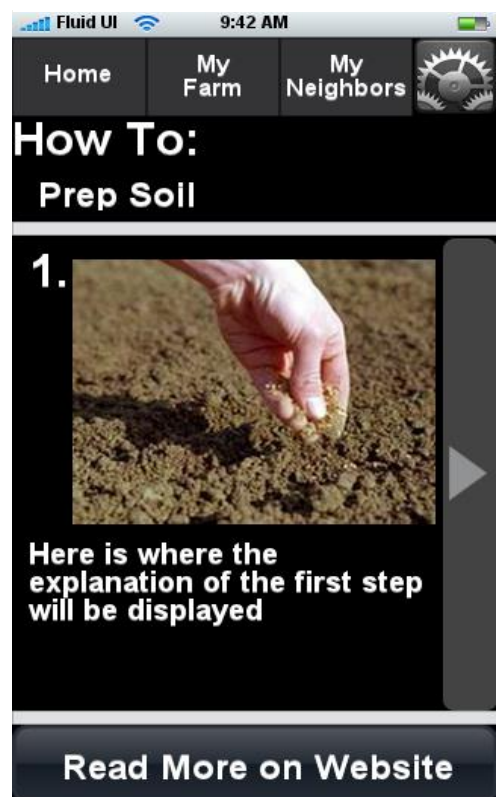 Fluid UI 9:42 AM
Home
My
Farm
My
Neighbors
How To:
Prep Soil
1.
Here is where the
explanation of the first step
will be displayed
Read More on Website